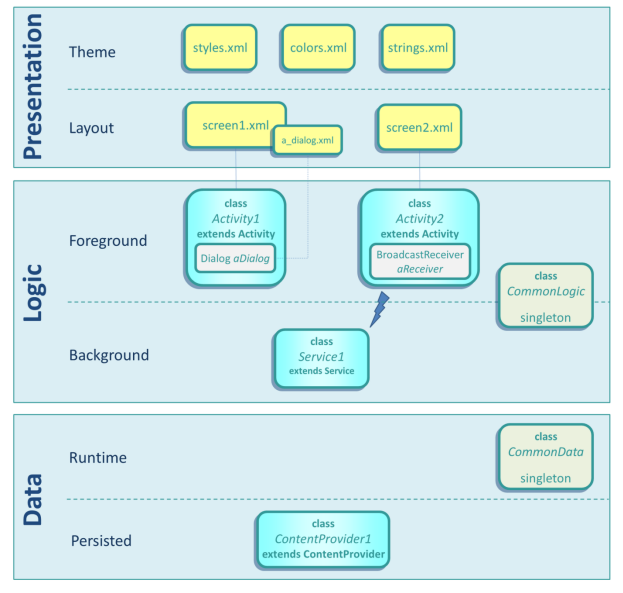 Presentation
Theme
styles.xml
colors.xml
strings.xml
Layout
screen1.xml
a_dialog.xml
screen2.xml
Logic
Foreground
class
Activity1
extends Activity
Dialog aDialog
class
Activity2
extends Activity
BroadcastReceiver
aReceiver
class
CommonLogic
singleton
Background
class
Service1
extends Service
Data
Runtime
class
CommonData
singleton
Persisted
class
ContentProvider1
extends ContentProvider